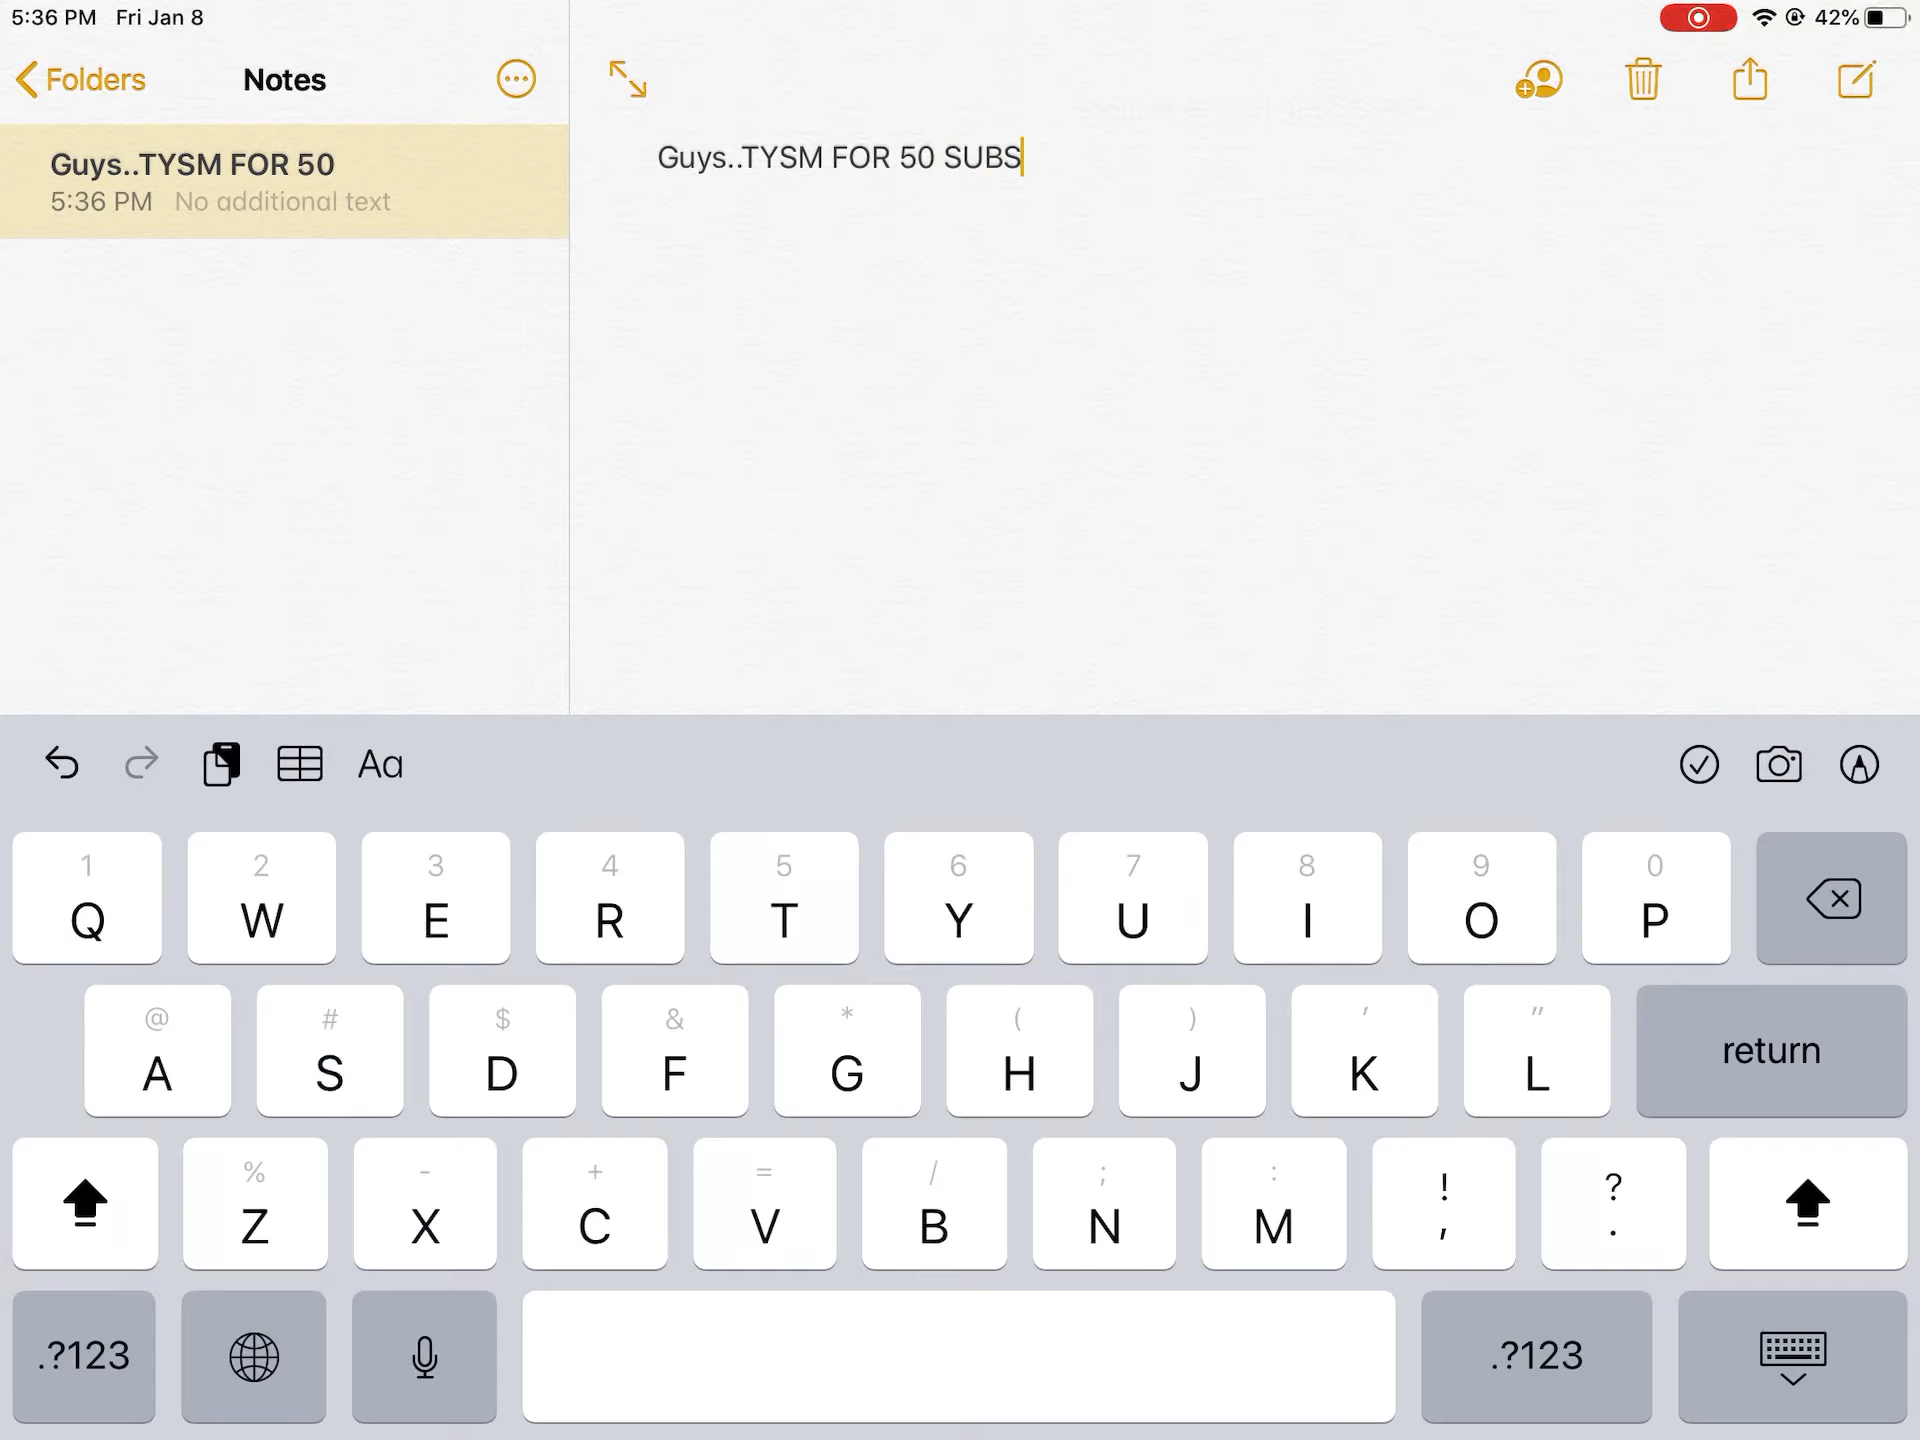 5:36 PM Fri Jan 8
42%
Folders
Notes
Guys..TYSM FOR 50
5:36 PM No additional text
Guys..TYSM FOR 50 SUBS
Aa
1 2 3 4 5 6 7 8 9 0
Q W E R T Y U I O P
@ # $ & * ( ) ' "
A S D F G H J K L return
% - + = / ; : ! ?
Z X C V B N M , .
.?123 .?123